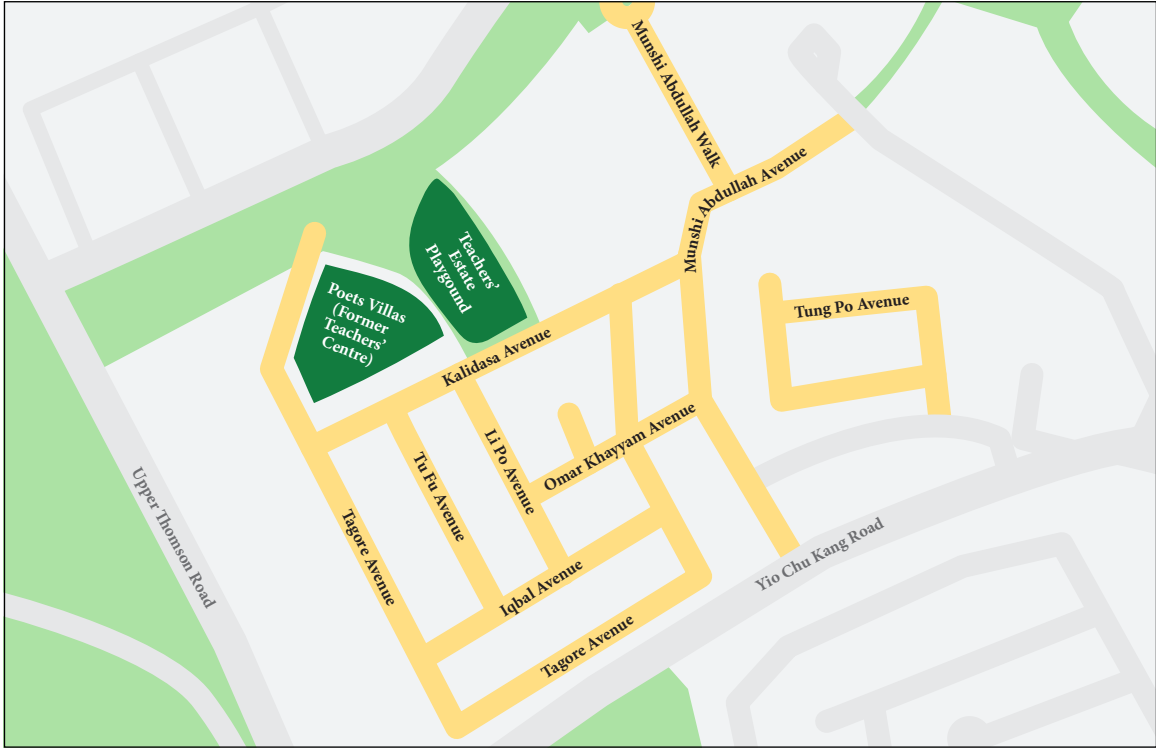 Munshi Abdullah Walk
Munshi Abdullah Avenue
Teachers'
Estate
Playgound
Poets Villas
(Former
Teachers'
Centre)
Tung Po Avenue
Kalidasa Avenue
Li Po Avenue
Omar Khayyam Avenue
Tu Fu Avenue
Upper Thomson Road
Tagore Avenue
Yio Chu Kang Road
Iqbal Avenue
Tagore Avenue